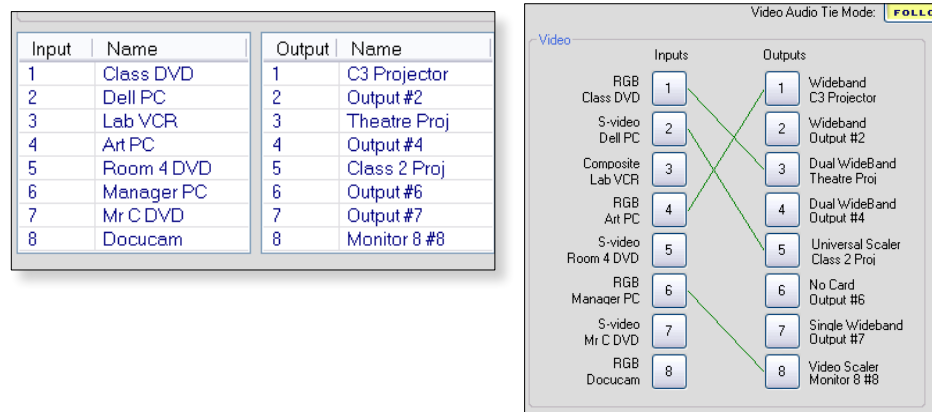 Input Name Output Name
1 Class DVD 1 C3 Projector
2 Dell PC 2 Output #2
3 Lab VCR 3 Theatre Proj
4 Art PC 4 Output #4
5 Room 4 DVD 5 Class 2 Proj
6 Manager PC 6 Output #6
7 Mr C DVD 7 Output #7
8 Docucam 8 Monitor 8 #8
Video Audio Tie Mode:
Video
Inputs Outputs
RGB
Class DVD 1 1 Wideband
C3 Projector
S-video
Dell PC 2 2 Wideband
Output #2
Composite
Lab VCR 3 3 Dual WideBand
Theatre Proj
RGB
Art PC 4 4 Dual WideBand
Output #4
S-video
Room 4 DVD 5 5 Universal Scaler
Class 2 Proj
RGB
Manager PC 6 6 No Card
Output #6
S-video
Mr C DVD 7 7 Single Wideband
Output #7
RGB
Docucam 8 8 Video Scaler
Monitor 8 #8